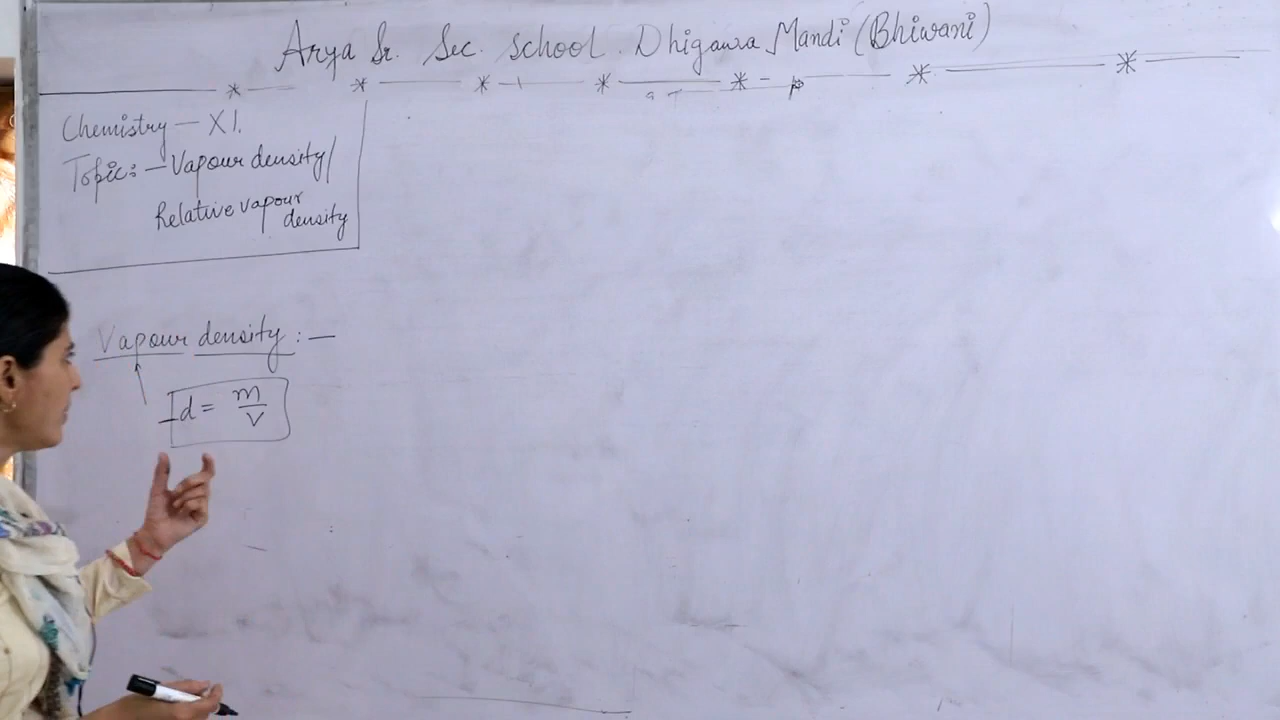 Arya Sr. Sec. School. Dhigawa Mandi (Bhiwani)
Chemistry — XI.
Topic: — Vapour density/
Relative vapour
density
Vapour density : —
d = m/v